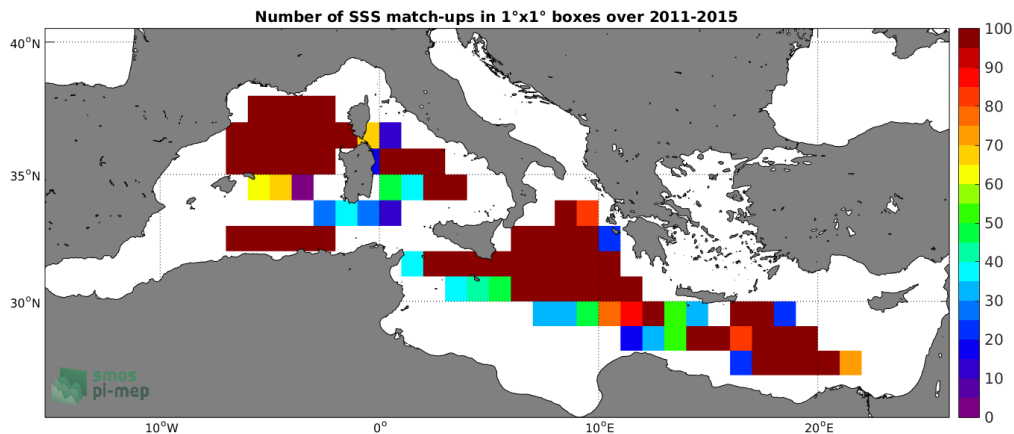 Number of SSS match-ups in 1°x1° boxes over 2011-2015
40°N
35°N
30°N
10°W
0°
10°E
20°E
100
90
80
70
60
50
40
30
20
10
0
smos
pi-mep